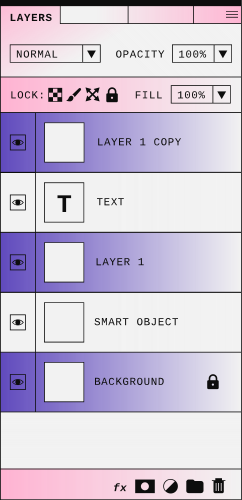 LAYERS
NORMAL OPACITY 100%
LOCK: FILL 100%
LAYER 1 COPY
T TEXT
LAYER 1
SMART OBJECT
BACKGROUND
fx